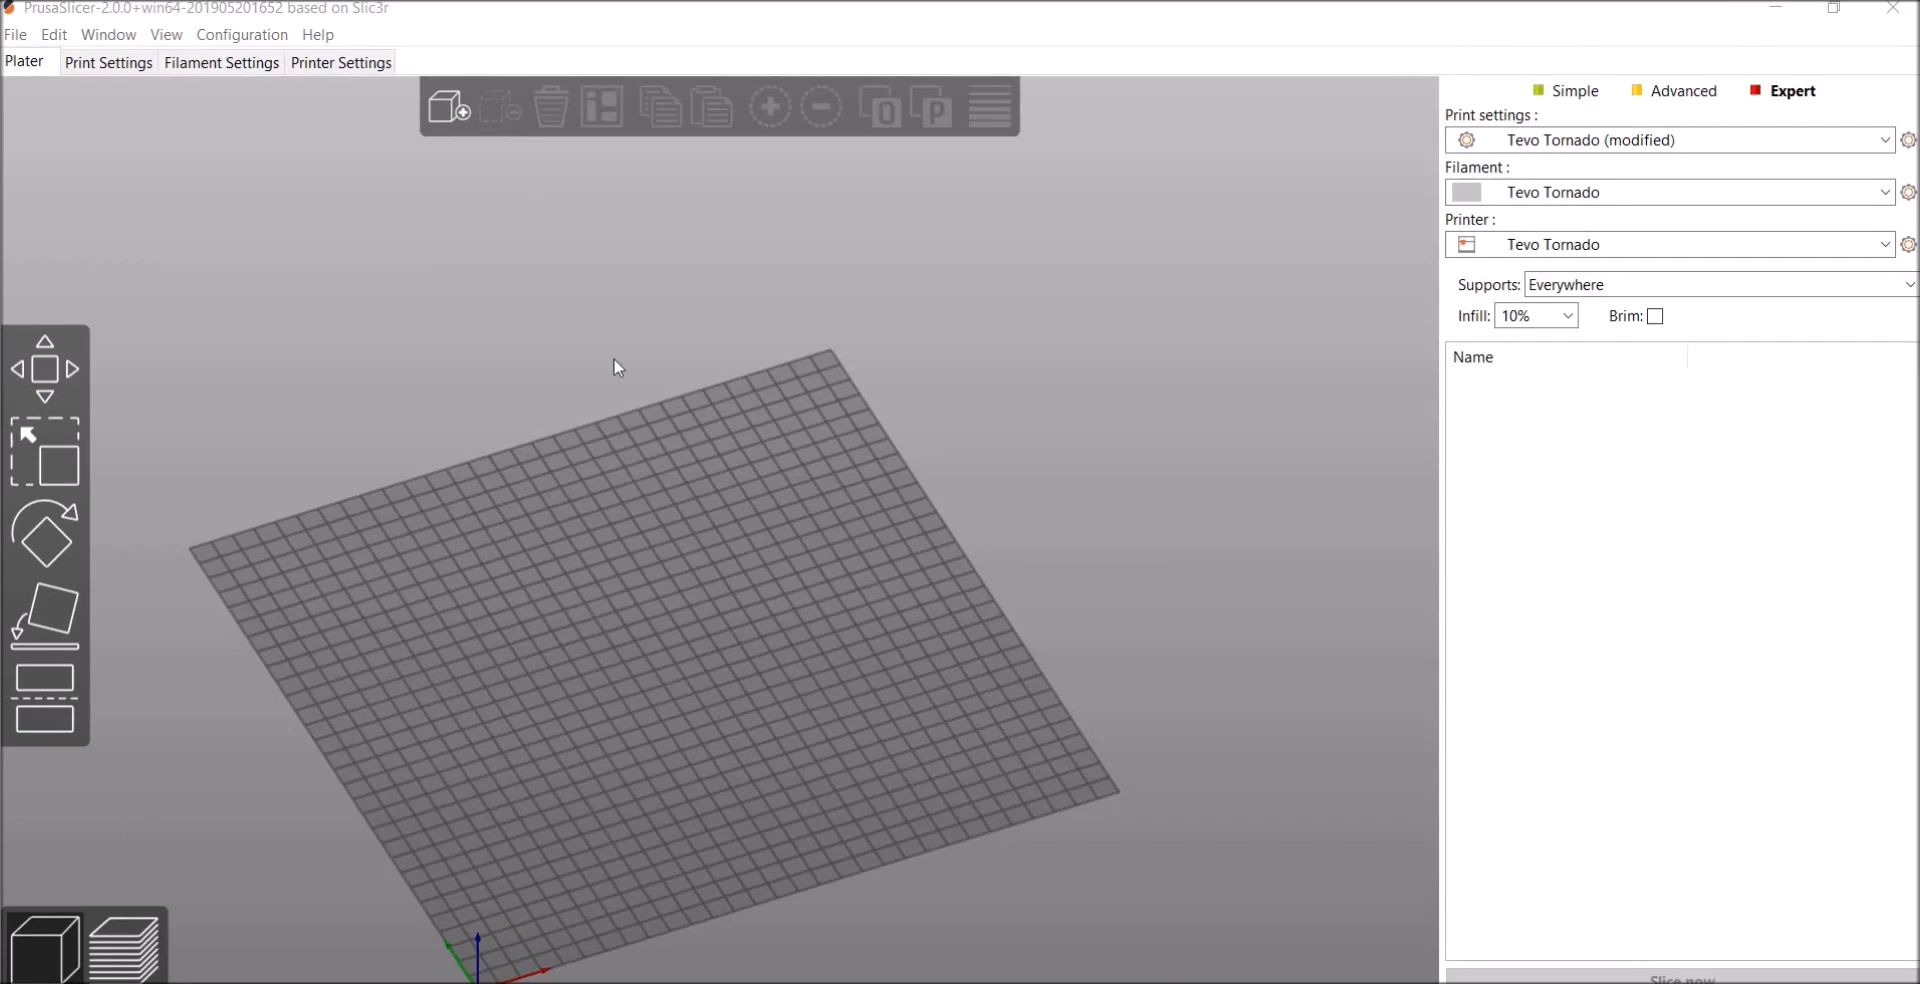 PrusaSlicer-2.0.0+win64-201905201652 based on Slic3r
File Edit Window View Configuration Help
Plater Print Settings Filament Settings Printer Settings
Simple Advanced Expert
Print settings :
Tevo Tornado (modified)
Filament :
Tevo Tornado
Printer :
Tevo Tornado
Supports: Everywhere
Infill: 10% Brim:
Name
O P
Slice now